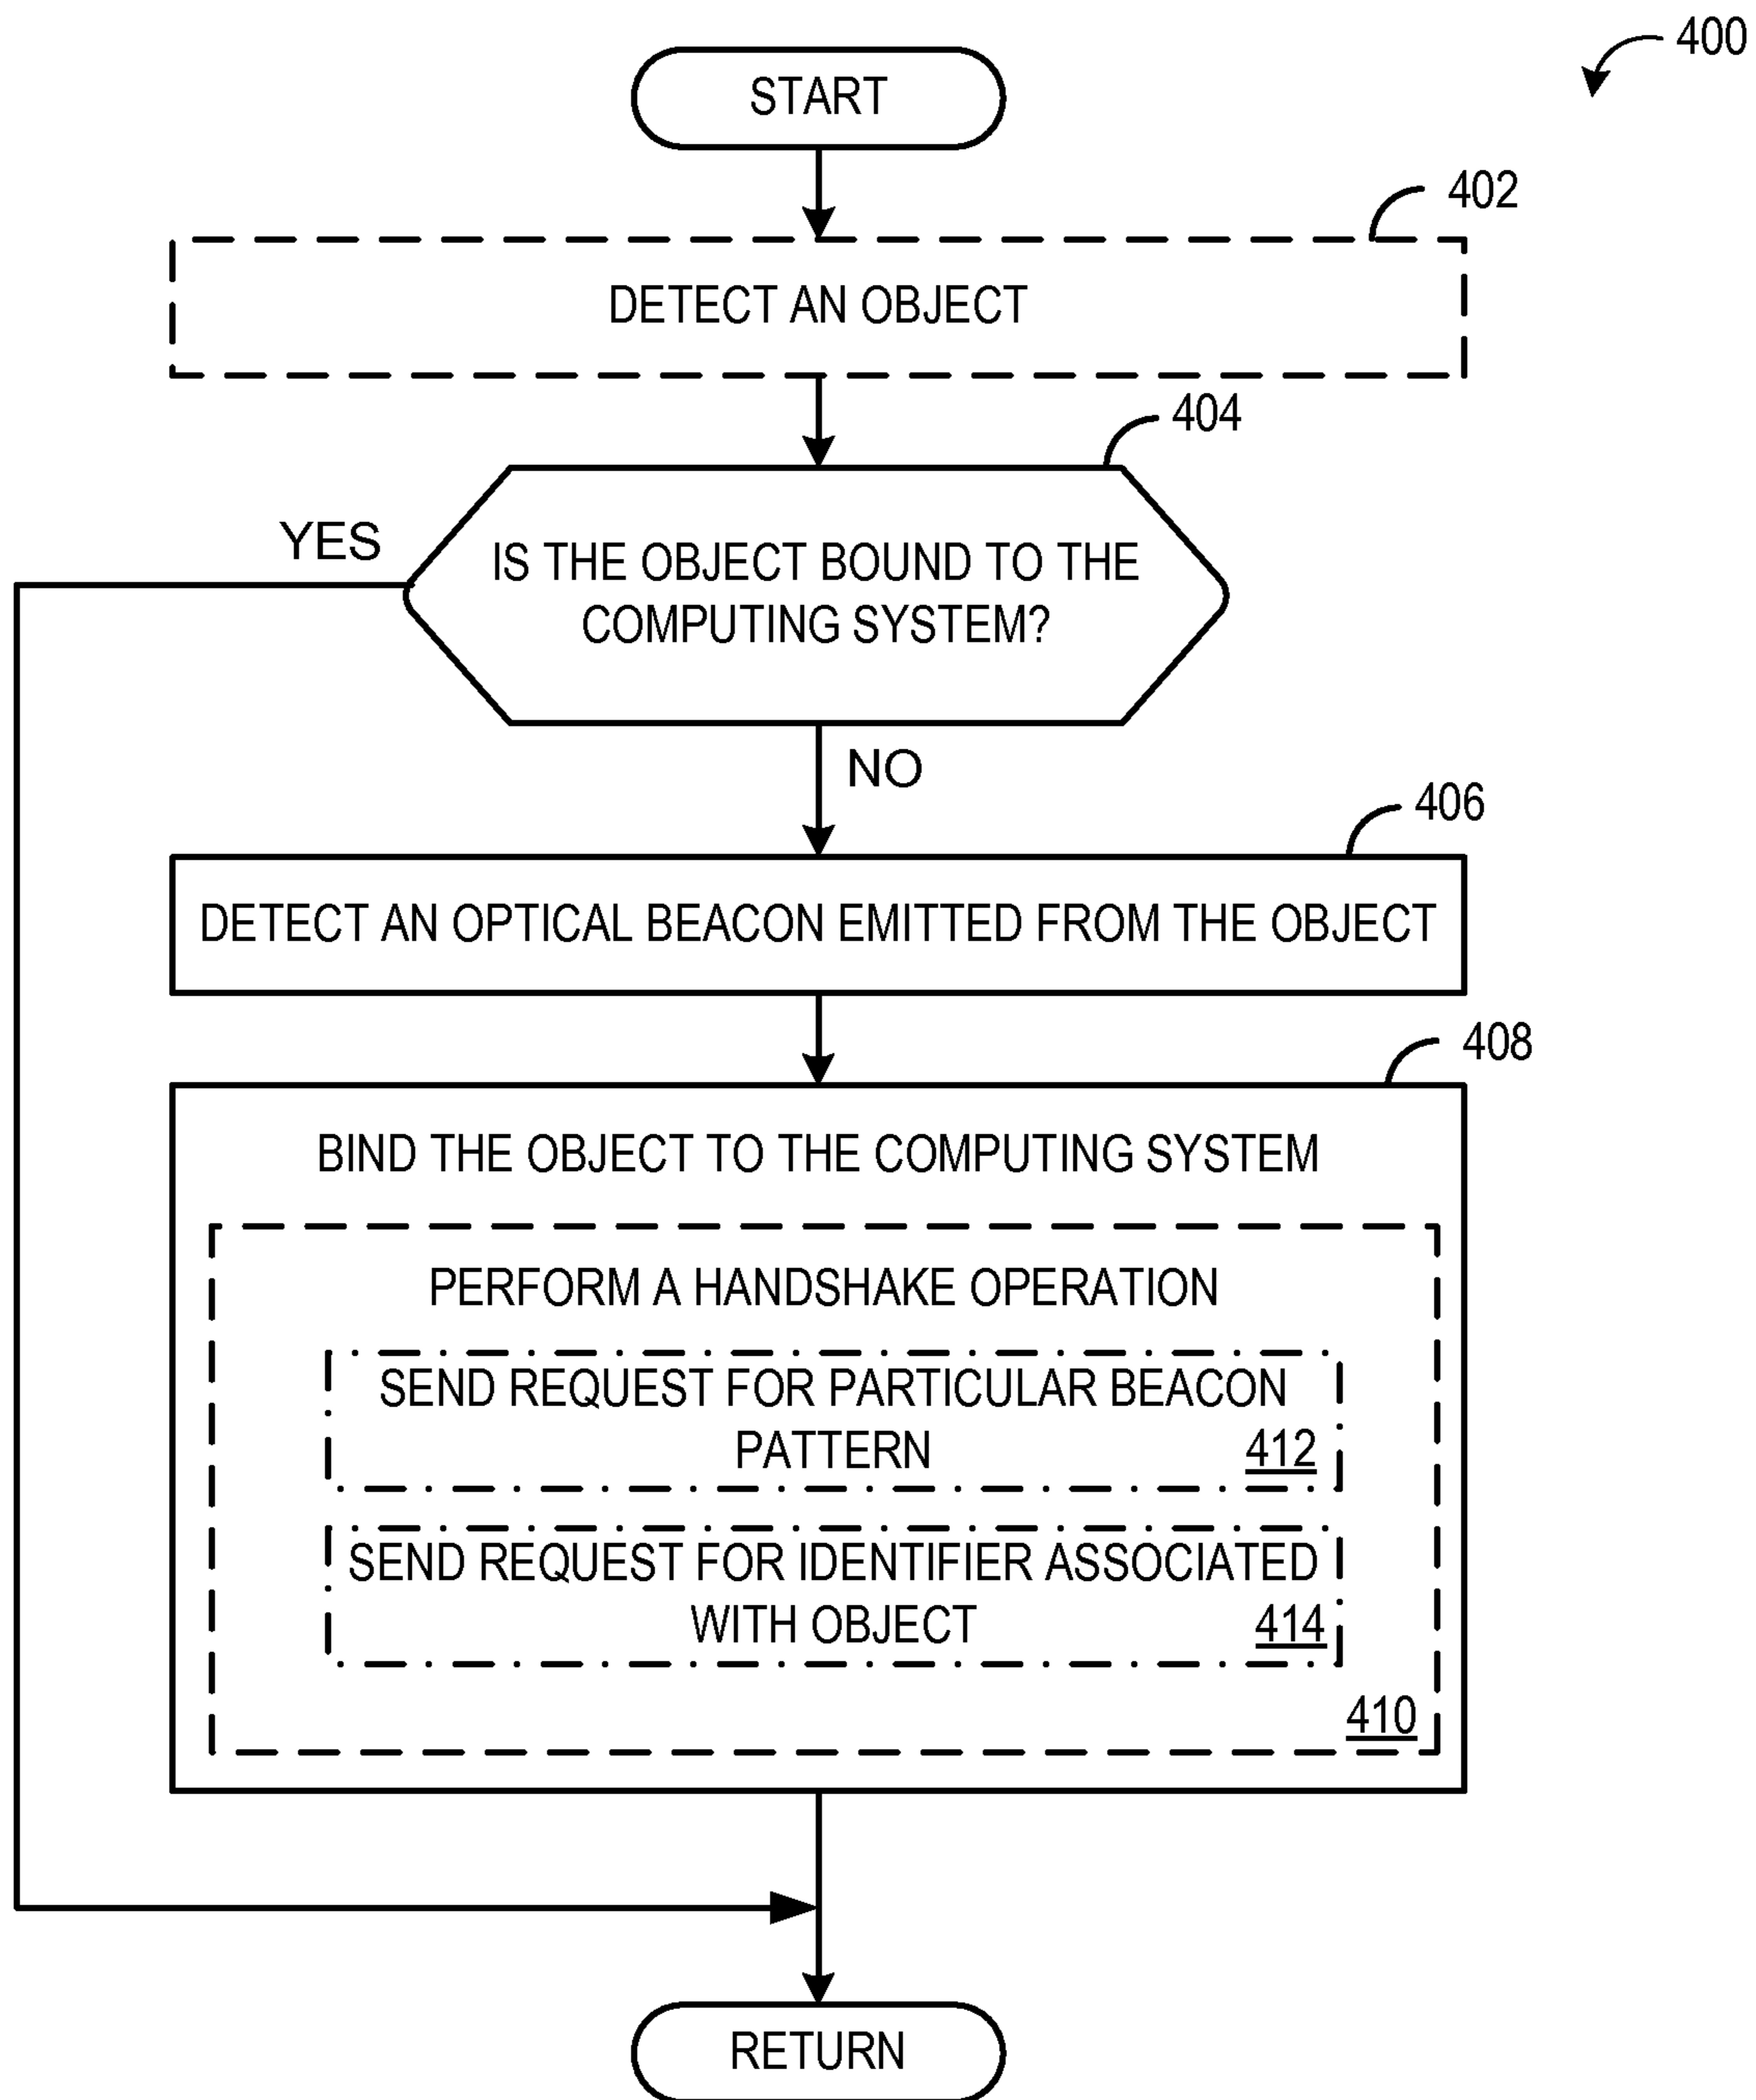 400
START
402
DETECT AN OBJECT
404
YES
IS THE OBJECT BOUND TO THE
COMPUTING SYSTEM?
NO
406
DETECT AN OPTICAL BEACON EMITTED FROM THE OBJECT
408
BIND THE OBJECT TO THE COMPUTING SYSTEM
PERFORM A HANDSHAKE OPERATION
SEND REQUEST FOR PARTICULAR BEACON
PATTERN 412
SEND REQUEST FOR IDENTIFIER ASSOCIATED
WITH OBJECT 414
410
RETURN